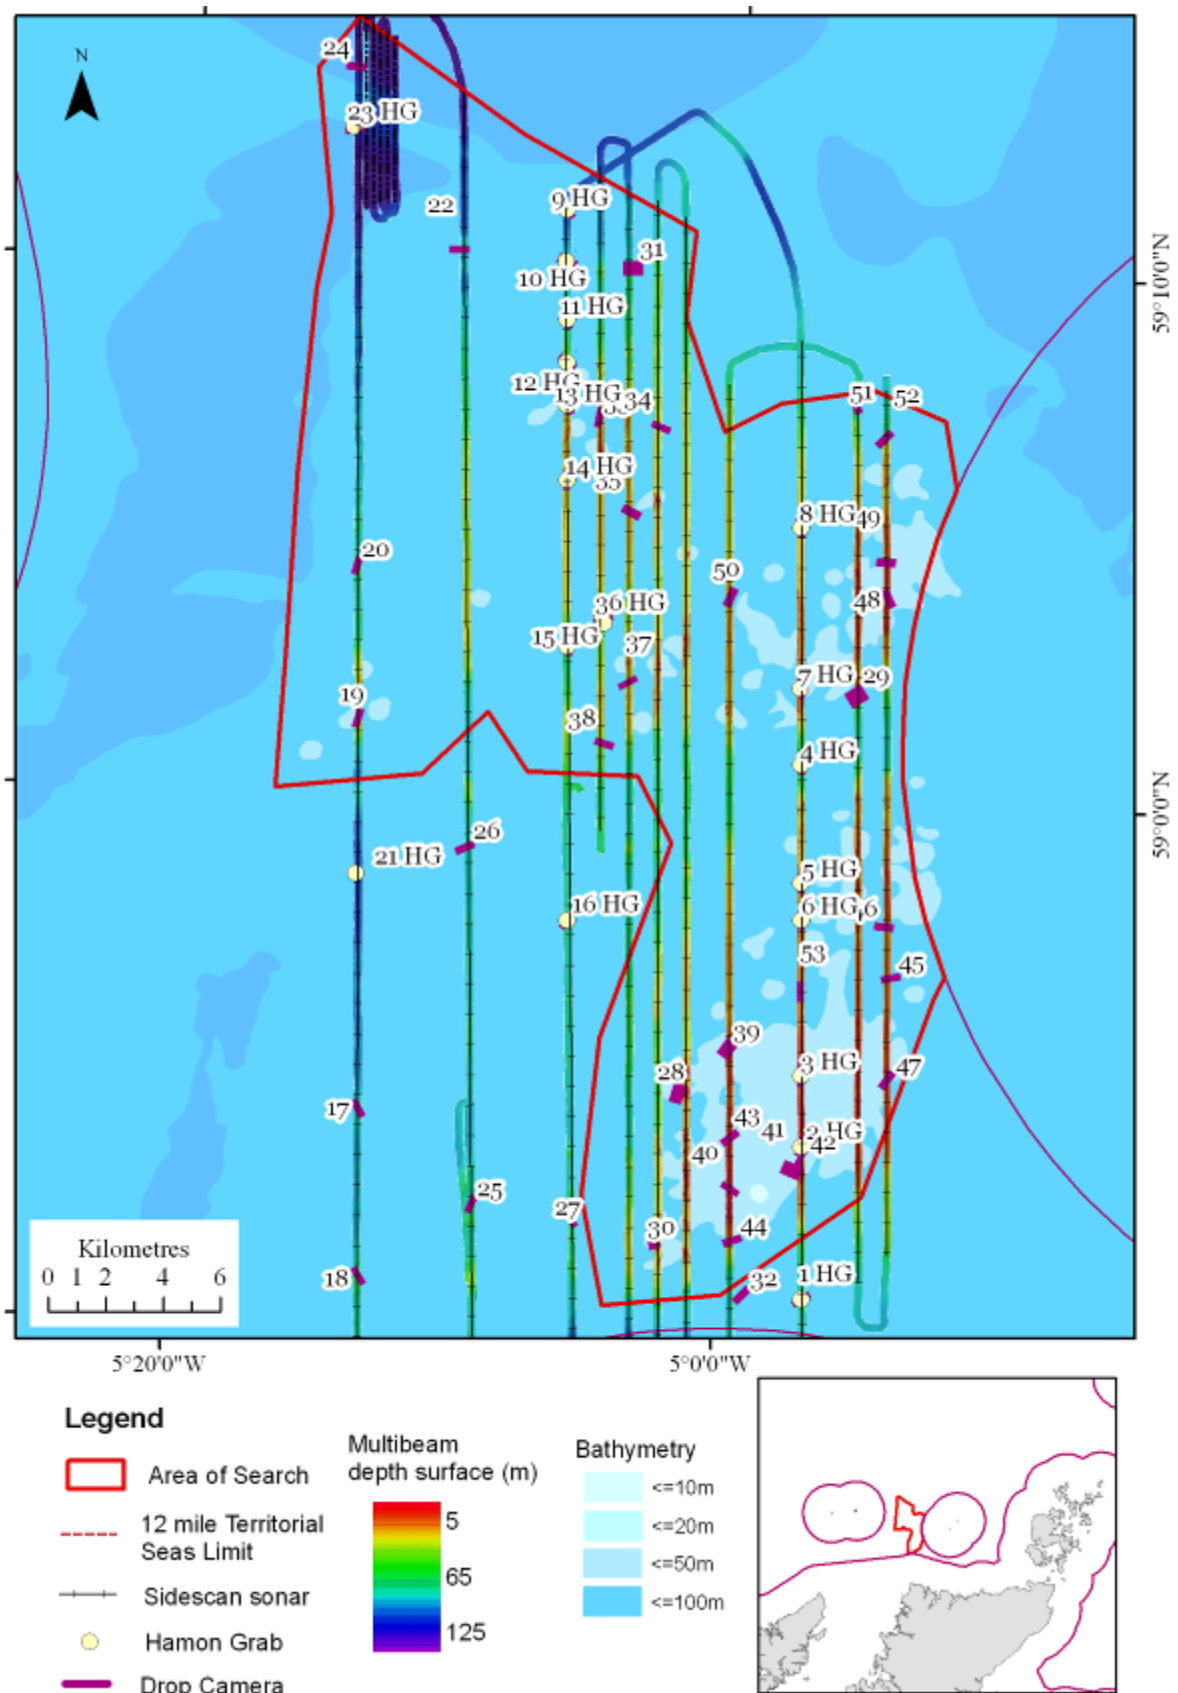 N
24
23 HG
22
9 HG
31
10 HG
11 HG
12 HG
13 HG
34
51
52
14 HG
35
8 HG
49
20
50
48
36 HG
15 HG
37
7 HG
29
19
38
4 HG
26
21 HG
5 HG
16 HG
6 HG
53
45
39
28
3 HG
47
17
43
41
2 HG
42
40
25
27
30
44
18
32
1 HG
59°10'0"N
59°0'0"N
Kilometres
0 1 2 4 6
5°20'0"W
5°0'0"W
Legend
Area of Search
12 mile Territorial
Seas Limit
Sidescan sonar
Hamon Grab
Drop Camera
Multibeam
depth surface (m)
5
65
125
Bathymetry
<=10m
<=20m
<=50m
<=100m